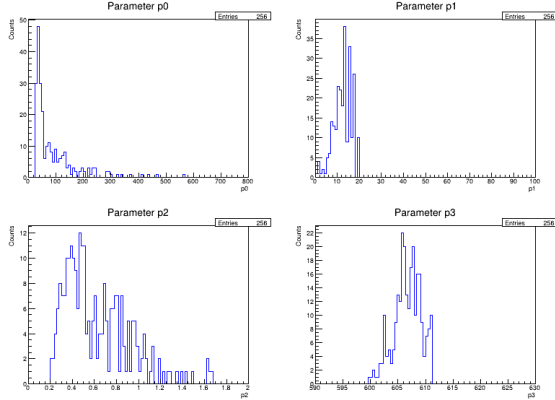 Parameter p0
Entries 256
Counts
50
40
30
20
10
0
0 100 200 300 400 500 600 700 800
p0
Parameter p1
Entries 256
Counts
35
30
25
20
15
10
5
0
0 10 20 30 40 50 60 70 80 90 100
p1
Parameter p2
Entries 256
Counts
12
10
8
6
4
2
0
0 0.2 0.4 0.6 0.8 1 1.2 1.4 1.6 1.8 2
p2
Parameter p3
Entries 256
Counts
22
20
18
16
14
12
10
8
6
4
2
0
590 595 600 605 610 615 620 625 630
p3